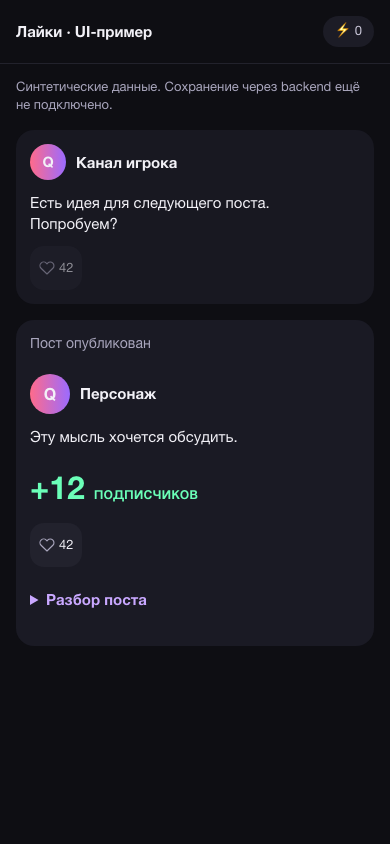 Лайки · UI-пример
⚡ 0
Синтетические данные. Сохранение через backend ещё
не подключено.
Q
Канал игрока
Есть идея для следующего поста.
Попробуем?
42
Пост опубликован
Q
Персонаж
Эту мысль хочется обсудить.
+12 подписчиков
42
Разбор поста